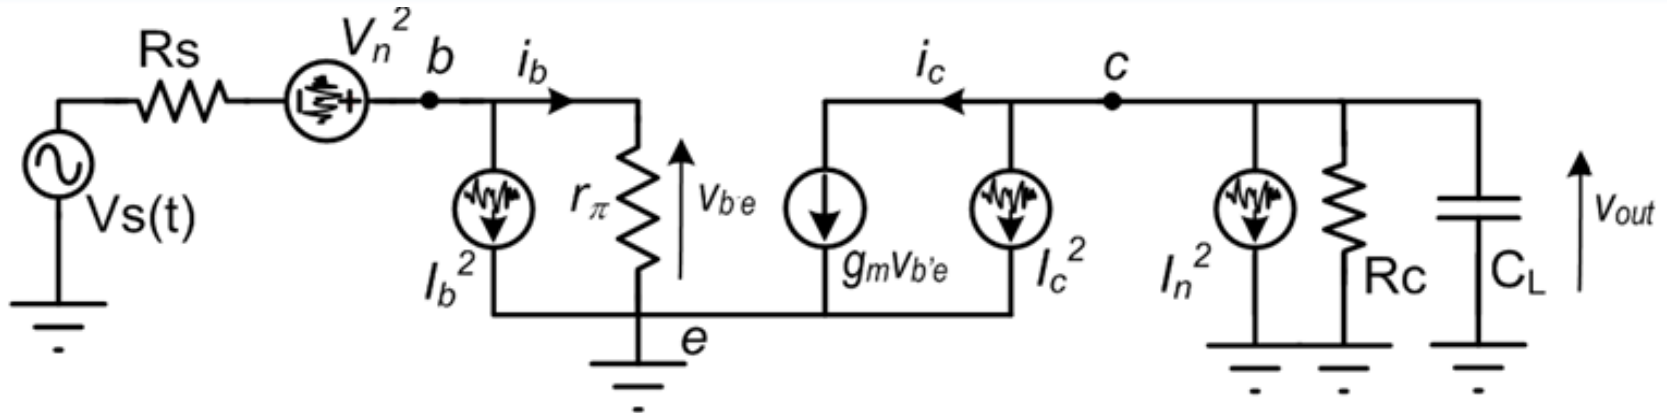 Rs
Vn²
b
ib
ic
c
Vs(t)
Ib²
rπ
vb'e
gmvb'e
Ic²
In²
Rc
CL
vout
e